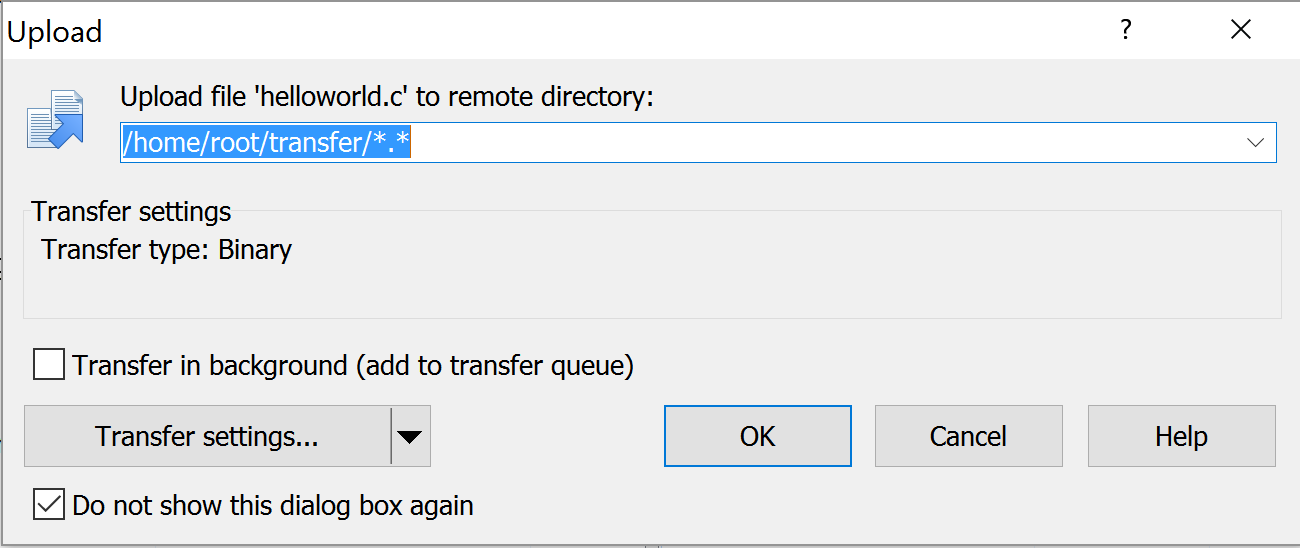 Upload
?
Upload file 'helloworld.c' to remote directory:
/home/root/transfer/*.*
Transfer settings
Transfer type: Binary
Transfer in background (add to transfer queue)
Transfer settings... OK Cancel Help
Do not show this dialog box again